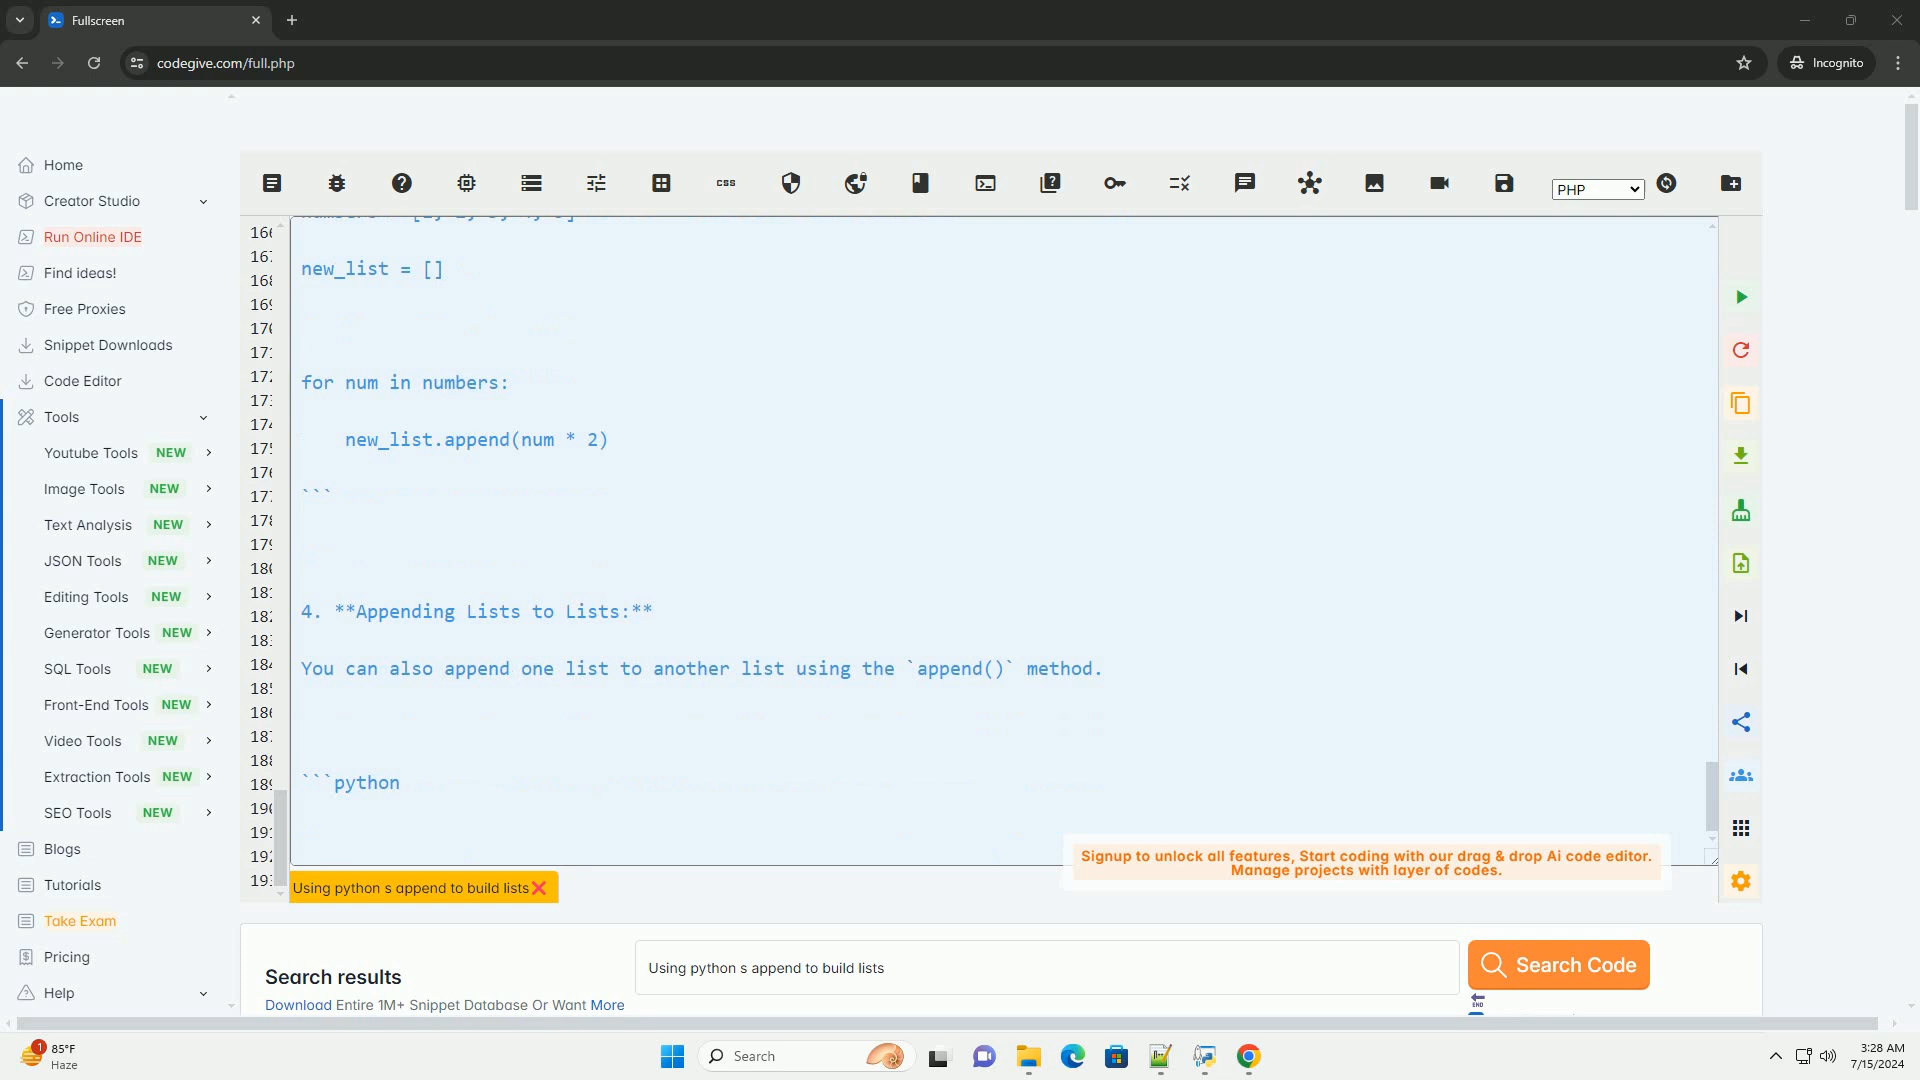 Fullscreen
codegive.com/full.php
Incognito
Home
Creator Studio
Run Online IDE
Find ideas!
Free Proxies
Snippet Downloads
Code Editor
Tools
Youtube Tools NEW
Image Tools NEW
Text Analysis NEW
JSON Tools NEW
Editing Tools NEW
Generator Tools NEW
SQL Tools NEW
Front-End Tools NEW
Video Tools NEW
Extraction Tools NEW
SEO Tools NEW
Blogs
Tutorials
Take Exam
Pricing
Help
css
PHP
new_list = []
for num in numbers:
new_list.append(num * 2)
```
4. **Appending Lists to Lists:**
You can also append one list to another list using the `append()` method.
```python
Signup to unlock all features, Start coding with our drag & drop Ai code editor.
Manage projects with layer of codes.
Using python s append to build lists
Search results
Using python s append to build lists
Search Code
END
Download Entire 1M+ Snippet Database Or Want More
1
85°F
Haze
Search
3:28 AM
7/15/2024